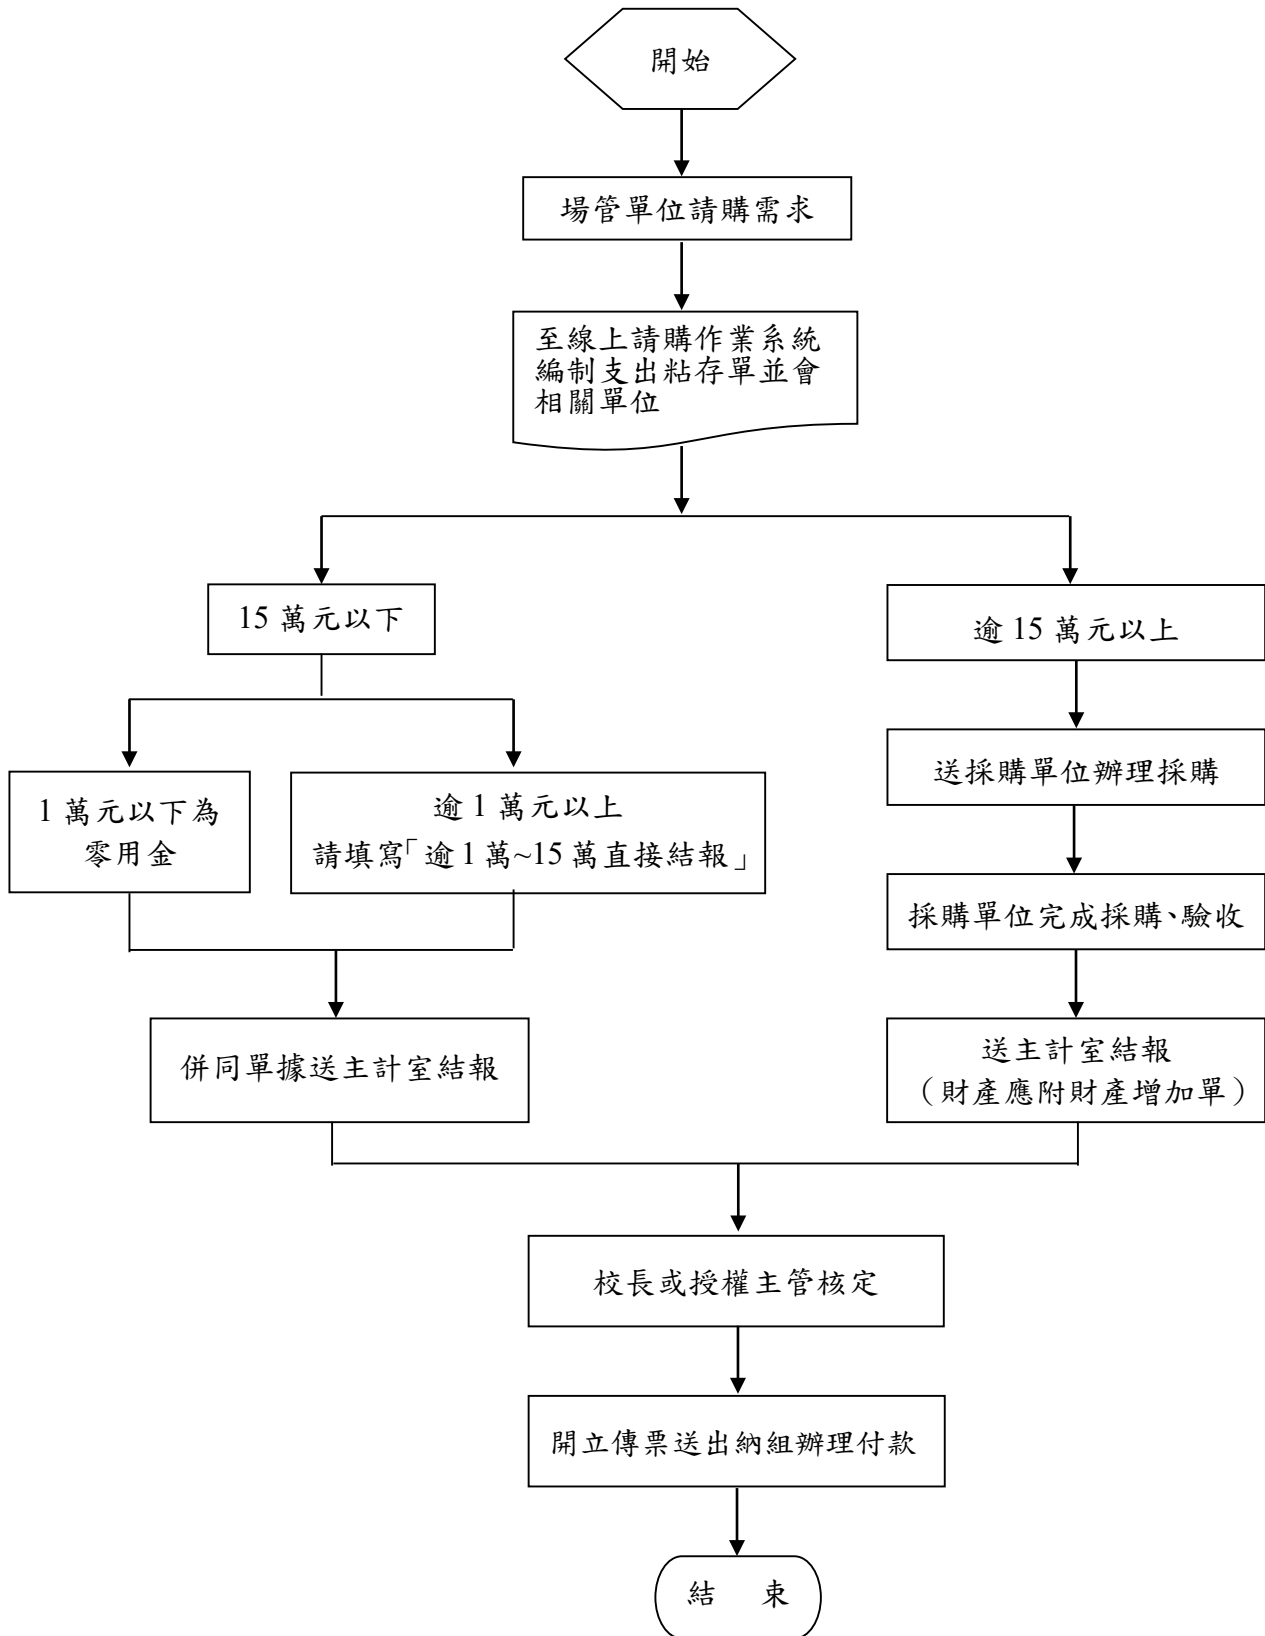 開始
場管單位請購需求
至線上請購作業系統
編制支出粘存單並會
相關單位
15 萬元以下
逾 15 萬元以上
1 萬元以下為
零用金
逾 1 萬元以上
請填寫「逾 1 萬~15 萬直接結報」
送採購單位辦理採購
採購單位完成採購、驗收
併同單據送主計室結報
送主計室結報
（財產應附財產增加單）
校長或授權主管核定
開立傳票送出納組辦理付款
結 束